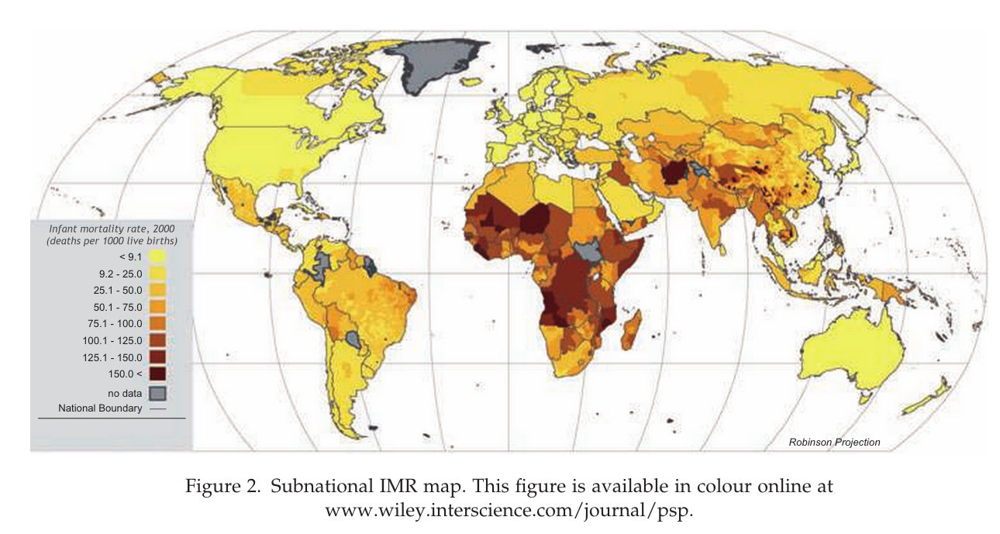 Infant mortality rate, 2000
(deaths per 1000 live births)
< 9.1
9.2 - 25.0
25.1 - 50.0
50.1 - 75.0
75.1 - 100.0
100.1 - 125.0
125.1 - 150.0
150.0 <
no data
National Boundary
Robinson Projection
Figure 2. Subnational IMR map. This figure is available in colour online at
www.wiley.interscience.com/journal/psp.